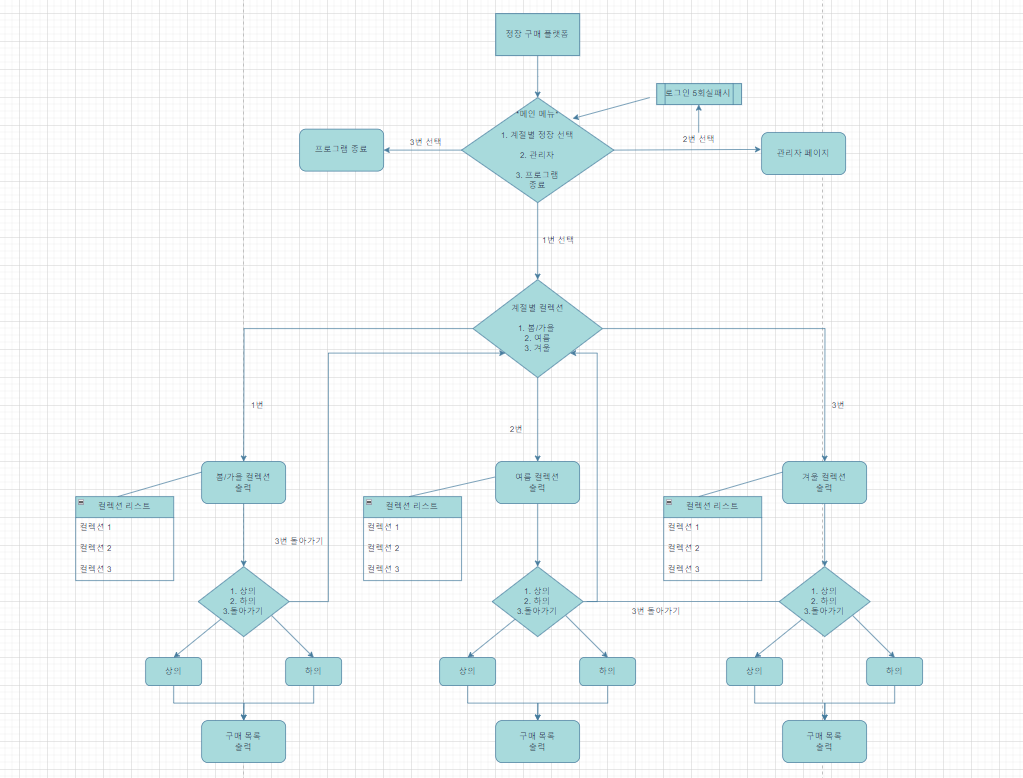 정장 구매 플랫폼
로그인 5회실패시
*메인 메뉴*
1. 계절별 정장 선택
2. 관리자
3. 프로그램
종료
3번 선택
프로그램 종료
2번 선택
관리자 페이지
1번 선택
계절별 컬렉션
1. 봄/가을
2. 여름
3. 겨울
1번
2번
3번
봄/가을 컬렉션
출력
여름 컬렉션
출력
겨울 컬렉션
출력
컬렉션 리스트
컬렉션 1
컬렉션 2
컬렉션 3
컬렉션 리스트
컬렉션 1
컬렉션 2
컬렉션 3
컬렉션 리스트
컬렉션 1
컬렉션 2
컬렉션 3
3번 돌아가기
1. 상의
2. 하의
3.돌아가기
1. 상의
2. 하의
3.돌아가기
3번 돌아가기
1. 상의
2. 하의
3.돌아가기
상의
하의
상의
하의
상의
하의
구매 목록
출력
구매 목록
출력
구매 목록
출력